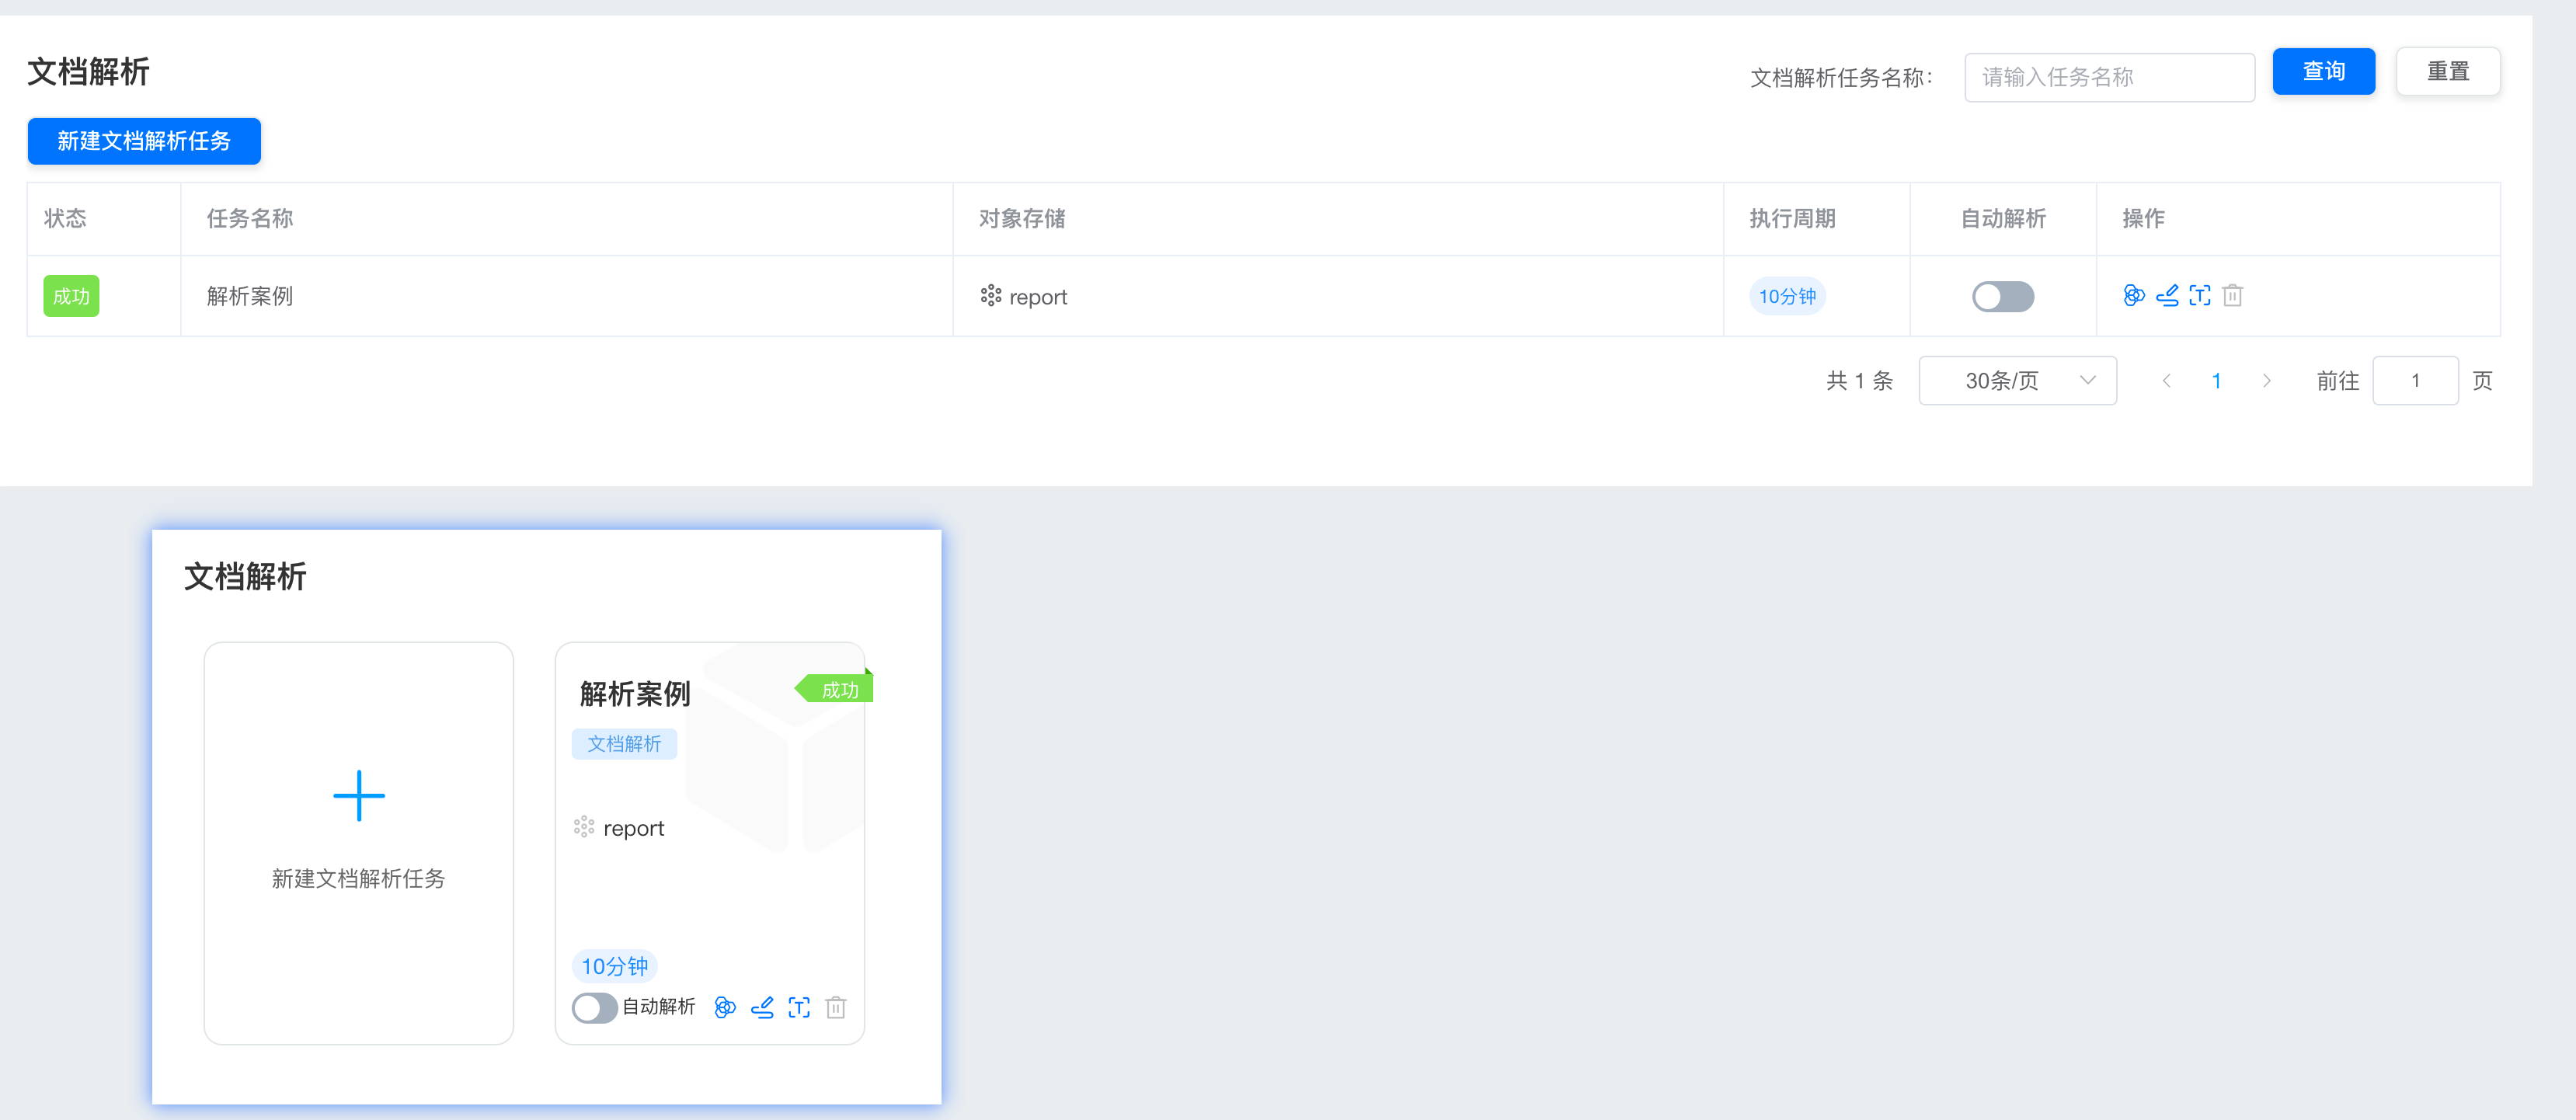 文档解析
文档解析任务名称: 请输入任务名称 查询 重置
新建文档解析任务
状态 任务名称 对象存储 执行周期 自动解析 操作
成功 解析案例 report 10分钟
共 1 条 30条/页 1 前往 1 页
文档解析
解析案例 成功
文档解析
report
新建文档解析任务
10分钟
自动解析